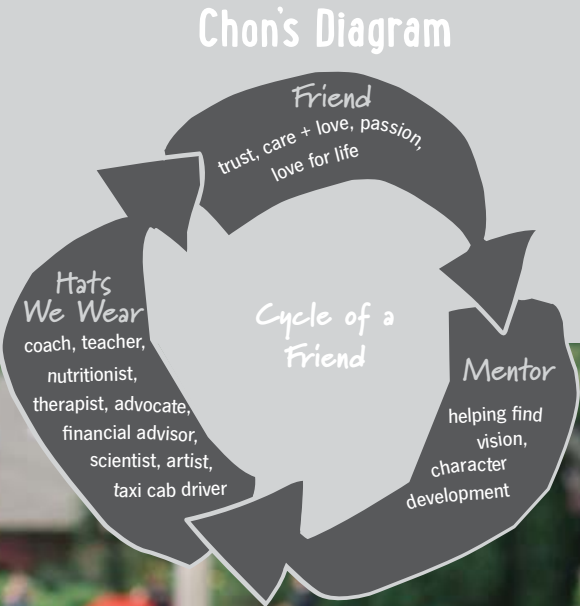 Chon's Diagram
Friend
trust, care + love, passion,
love for life
Cycle of a
Friend
Mentor
helping find
vision,
character
development
Hats
We Wear
coach, teacher,
nutritionist,
therapist, advocate,
financial advisor,
scientist, artist,
taxi cab driver